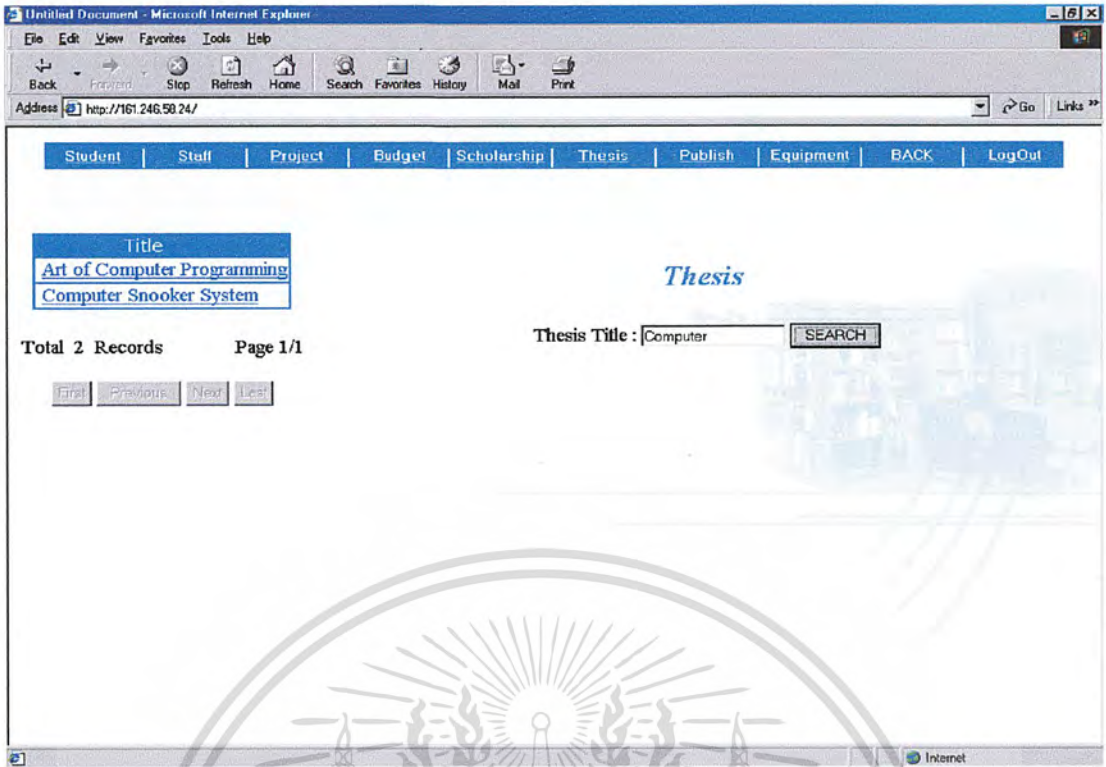 Untitled Document - Microsoft Internet Explorer
File Edit View Favorites Tools Help
Back Forward Stop Refresh Home Search Favorites History Mail Print
Address http://161.246.58.24/ Go Links »
Student | Staff | Project | Budget | Scholarship | Thesis | Publish | Equipment | BACK | LogOut
Title
Art of Computer Programming
Computer Snooker System
Total 2 Records Page 1/1
First Previous Next Last
Thesis
Thesis Title : Computer SEARCH
Internet